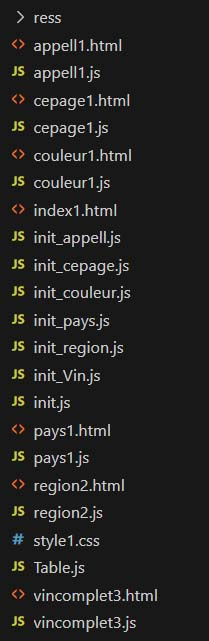 ress
<> appell1.html
JS appell1.js
<> cepage1.html
JS cepage1.js
<> couleur1.html
JS couleur1.js
<> index1.html
JS init_appell.js
JS init_cepage.js
JS init_couleur.js
JS init_pays.js
JS init_region.js
JS init_Vin.js
JS init.js
<> pays1.html
JS pays1.js
<> region2.html
JS region2.js
# style1.css
JS Table.js
<> vincomplet3.html
JS vincomplet3.js